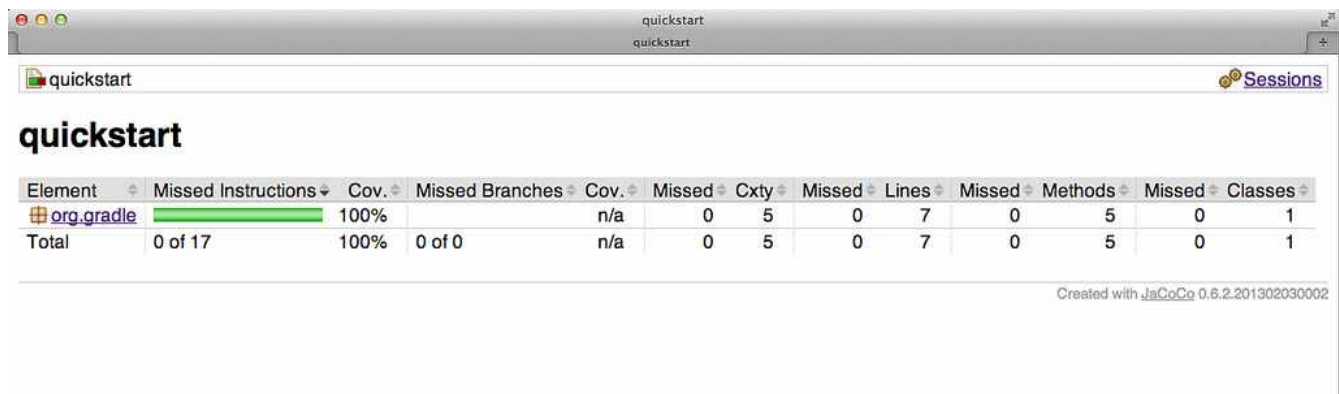 quickstart
quickstart
quickstart Sessions
quickstart
Element Missed Instructions Cov. Missed Branches Cov. Missed Cxty Missed Lines Missed Methods Missed Classes
org.gradle 100% n/a 0 5 0 7 0 5 0 1
Total 0 of 17 100% 0 of 0 n/a 0 5 0 7 0 5 0 1
Created with JaCoCo 0.6.2.201302030002